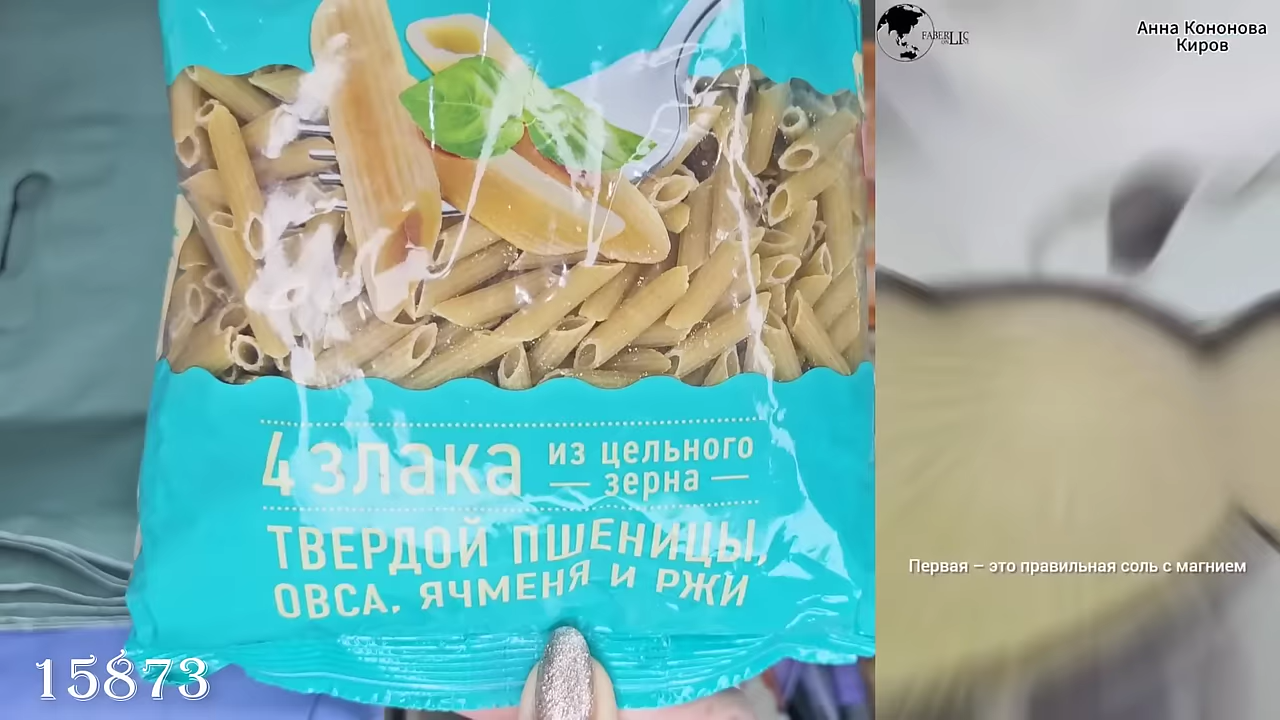 4 злака
из цельного
зерна
ТВЕРДОЙ ПШЕНИЦЫ,
ОВСА, ЯЧМЕНЯ И РЖИ
15873
FABERLIC
Анна Кононова
Киров
Первая – это правильная соль с магнием